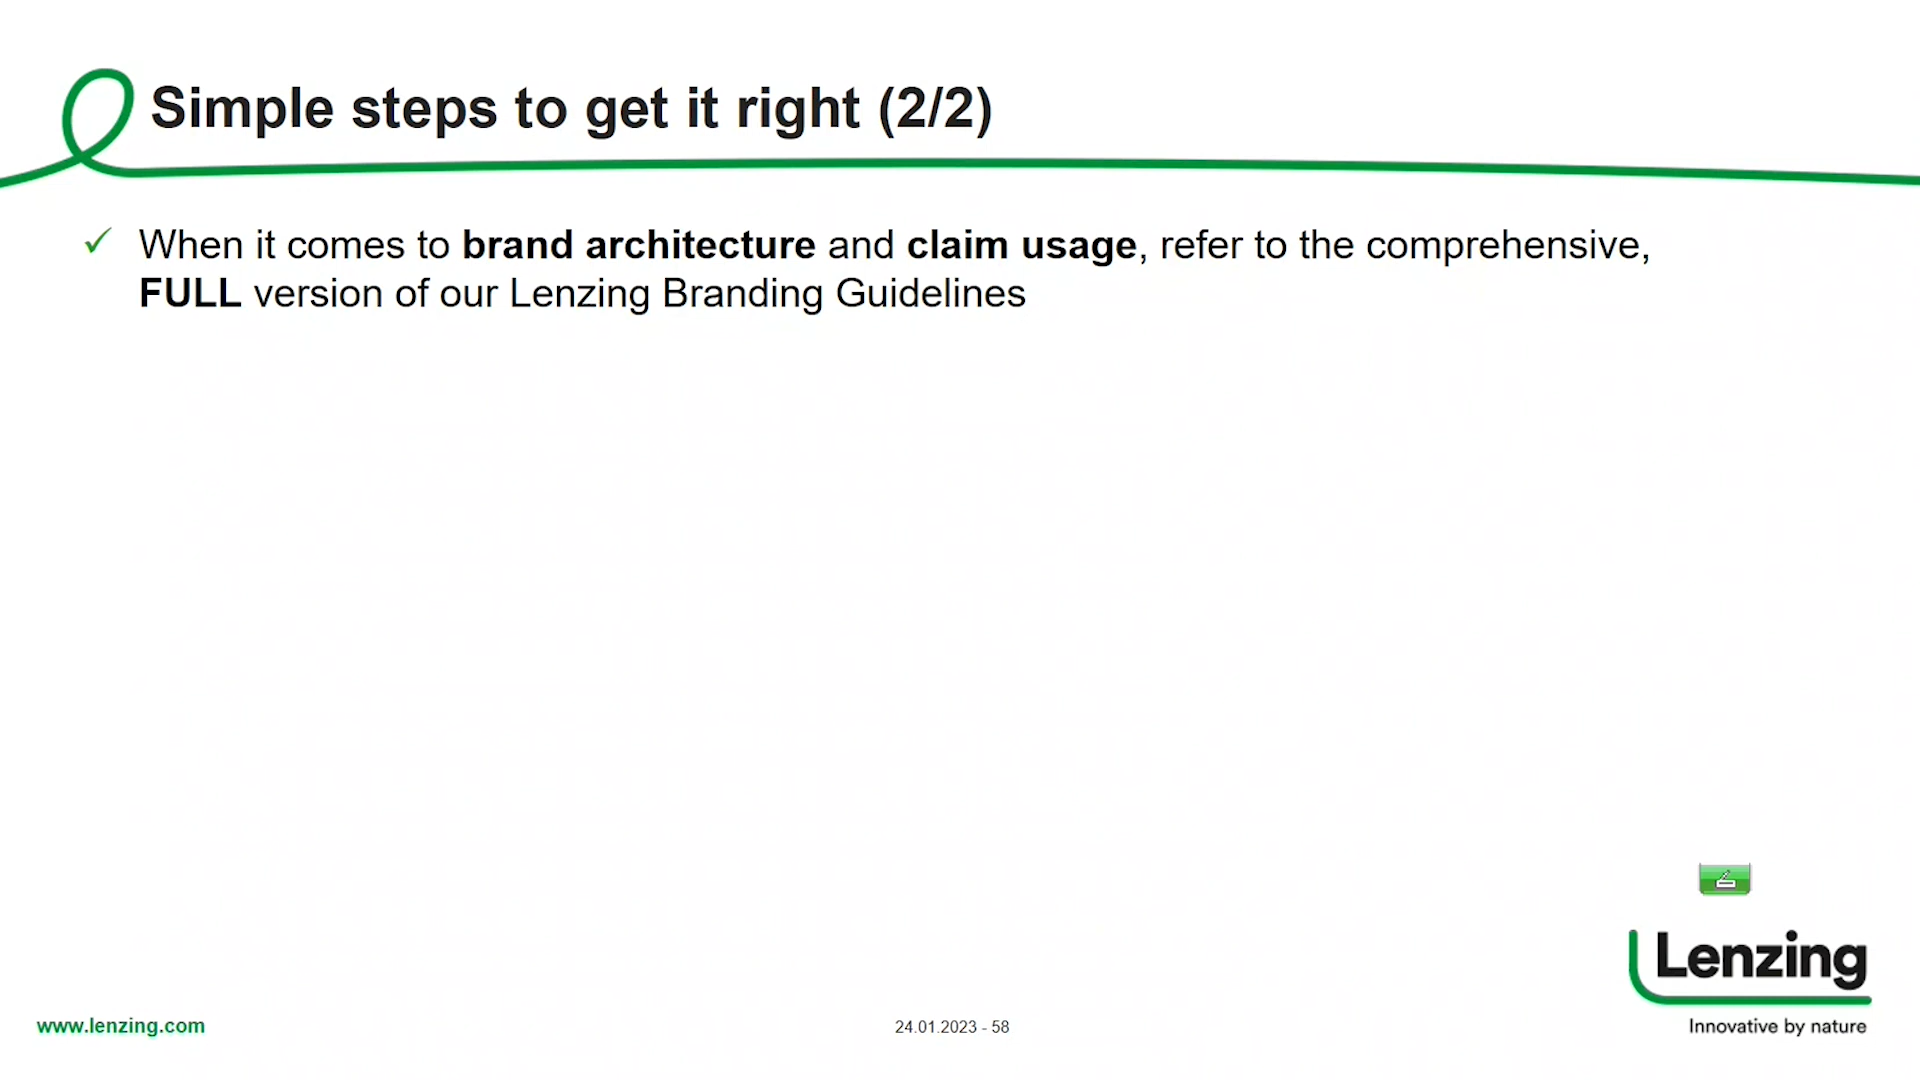 Simple steps to get it right (2/2)
✓ When it comes to brand architecture and claim usage, refer to the comprehensive,
FULL version of our Lenzing Branding Guidelines
Lenzing
Innovative by nature
www.lenzing.com
24.01.2023 - 58